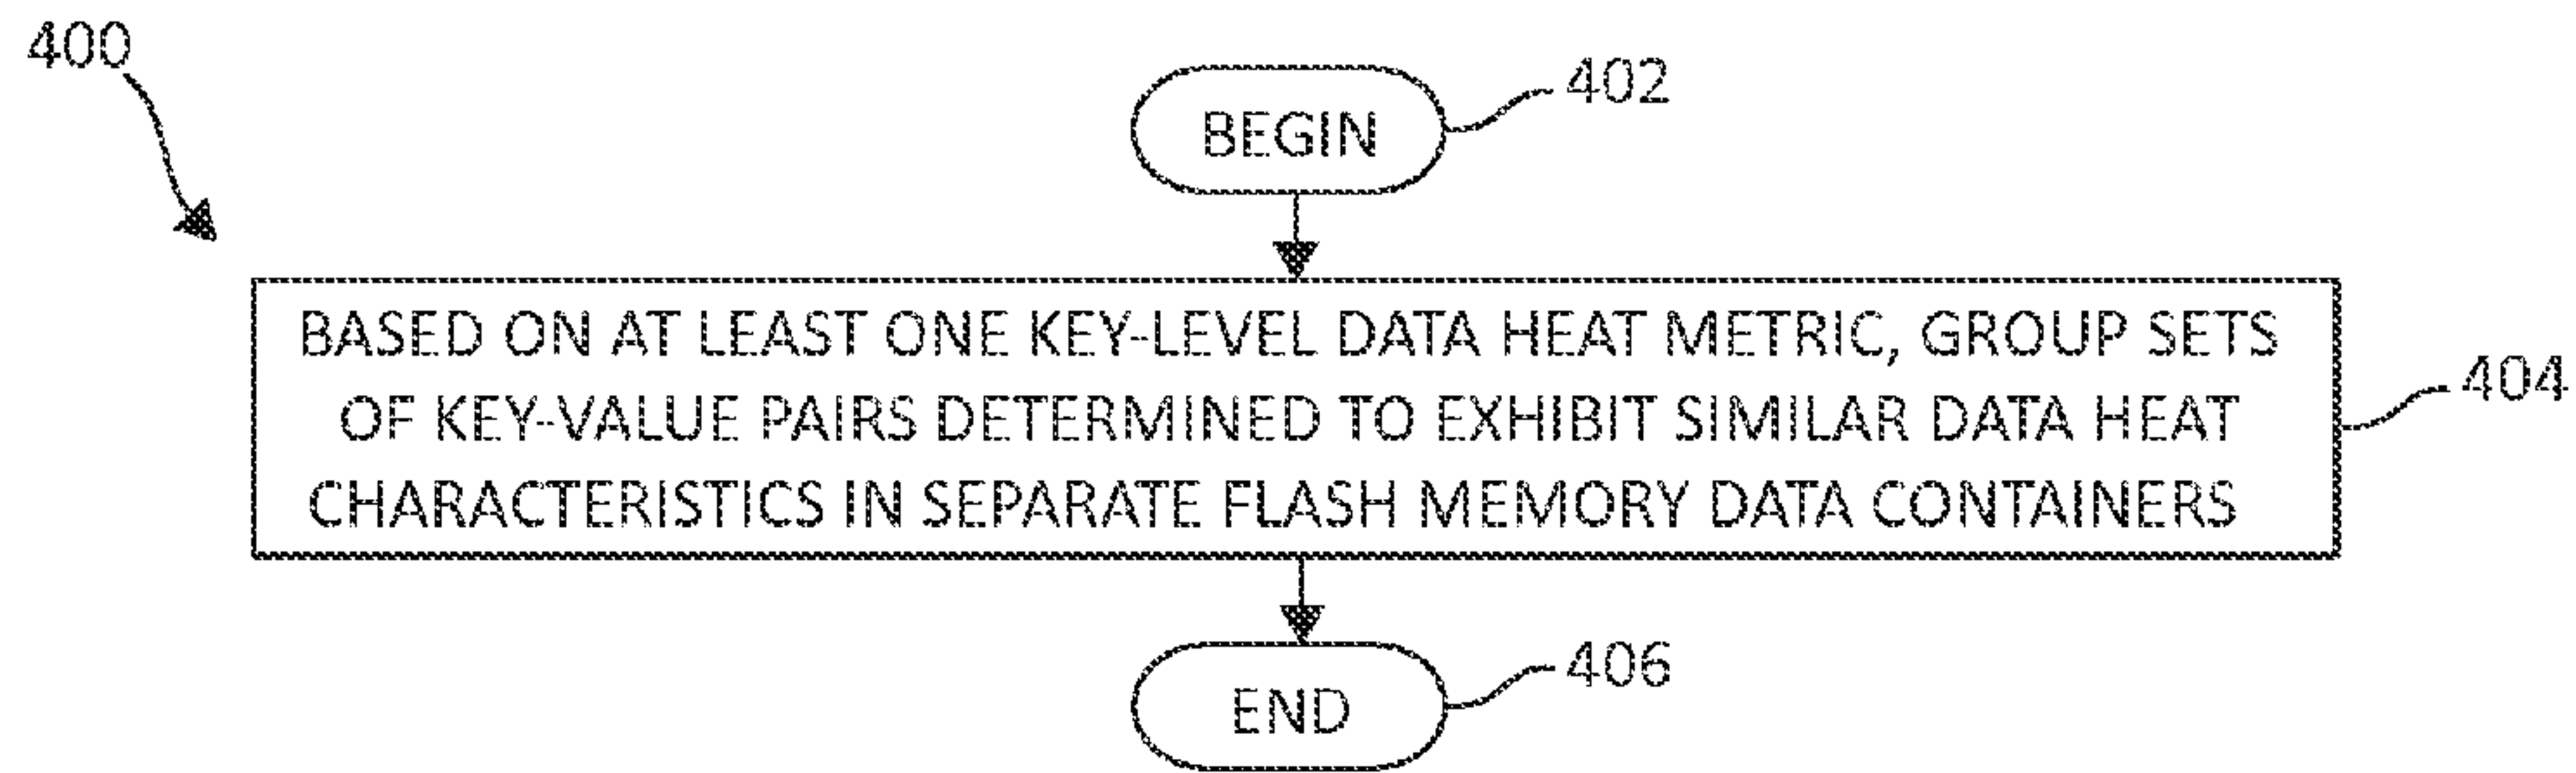 400
BEGIN
402
BASED ON AT LEAST ONE KEY-LEVEL DATA HEAT METRIC, GROUP SETS
OF KEY-VALUE PAIRS DETERMINED TO EXHIBIT SIMILAR DATA HEAT
CHARACTERISTICS IN SEPARATE FLASH MEMORY DATA CONTAINERS
404
END
406